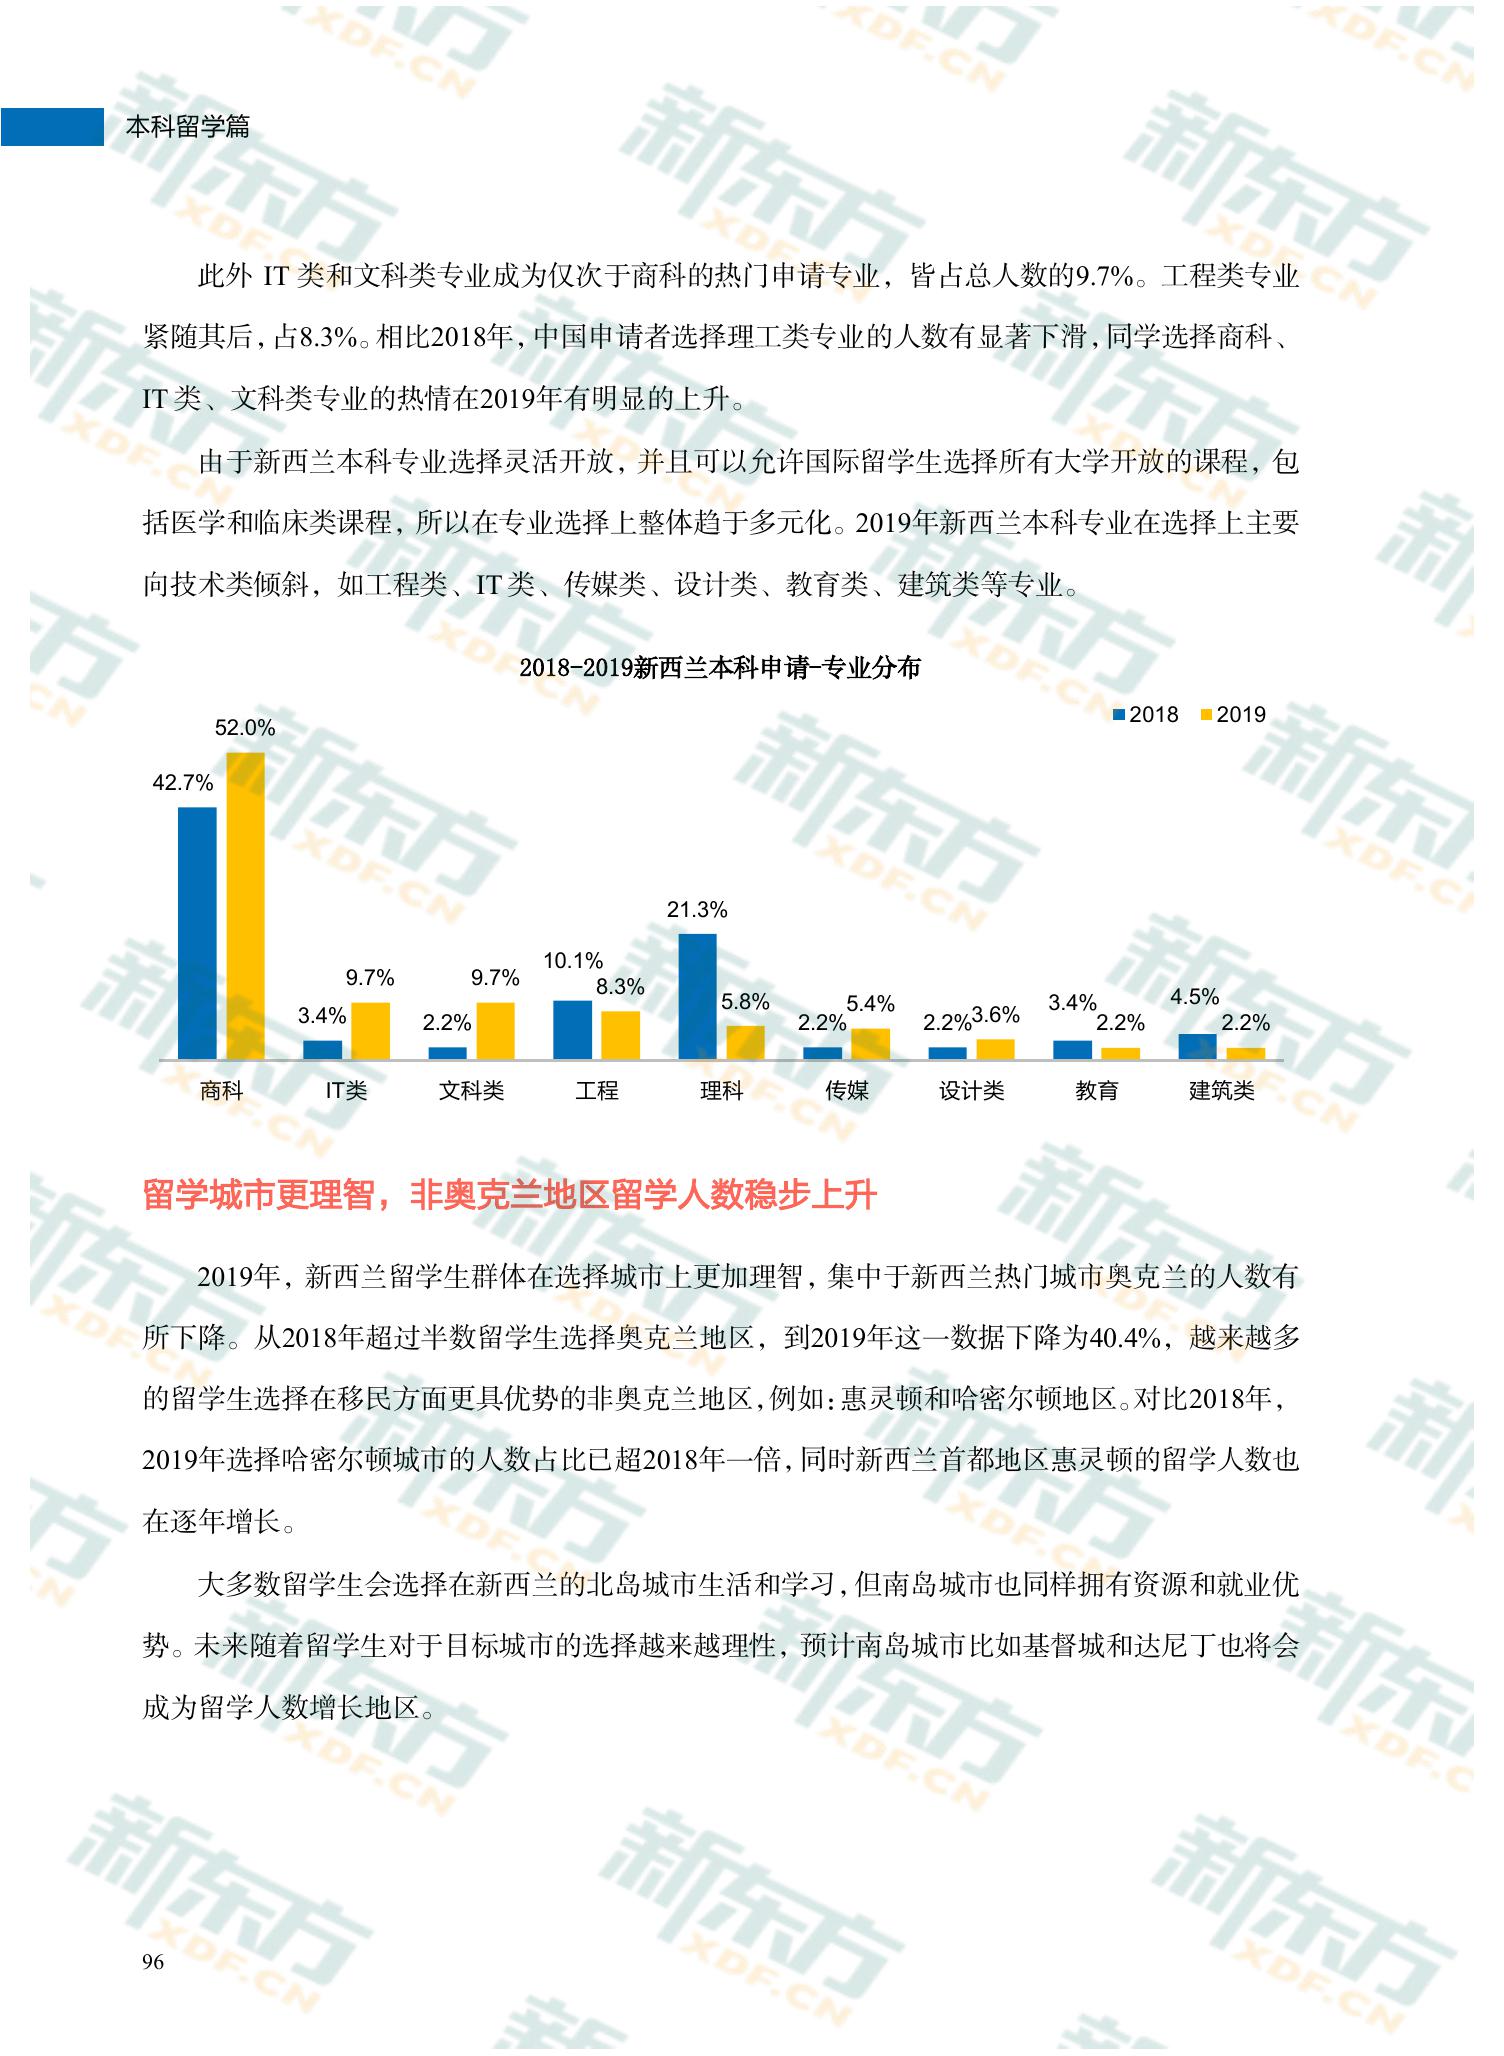 本科留学篇
此外 IT 类和文科类专业成为仅次于商科的热门申请专业，皆占总人数的9.7%。工程类专业
紧随其后，占8.3%。相比2018年，中国申请者选择理工类专业的人数有显著下滑，同学选择商科、
IT 类、文科类专业的热情在2019年有明显的上升。
由于新西兰本科专业选择灵活开放，并且可以允许国际留学生选择所有大学开放的课程，包
括医学和临床类课程，所以在专业选择上整体趋于多元化。2019年新西兰本科专业在选择上主要
向技术类倾斜，如工程类、IT 类、传媒类、设计类、教育类、建筑类等专业。
2018-2019新西兰本科申请-专业分布
2018 2019
42.7% 52.0%
3.4% 9.7%
2.2% 9.7%
10.1% 8.3%
21.3% 5.8%
2.2% 5.4%
2.2% 3.6%
3.4% 2.2%
4.5% 2.2%
商科 IT类 文科类 工程 理科 传媒 设计类 教育 建筑类
留学城市更理智，非奥克兰地区留学人数稳步上升
2019年，新西兰留学生群体在选择城市上更加理智，集中于新西兰热门城市奥克兰的人数有
所下降。从2018年超过半数留学生选择奥克兰地区，到2019年这一数据下降为40.4%，越来越多
的留学生选择在移民方面更具优势的非奥克兰地区，例如：惠灵顿和哈密尔顿地区。对比2018年，
2019年选择哈密尔顿城市的人数占比已超2018年一倍，同时新西兰首都地区惠灵顿的留学人数也
在逐年增长。
大多数留学生会选择在新西兰的北岛城市生活和学习，但南岛城市也同样拥有资源和就业优
势。未来随着留学生对于目标城市的选择越来越理性，预计南岛城市比如基督城和达尼丁也将会
成为留学人数增长地区。
96
新东方
XDF.CN